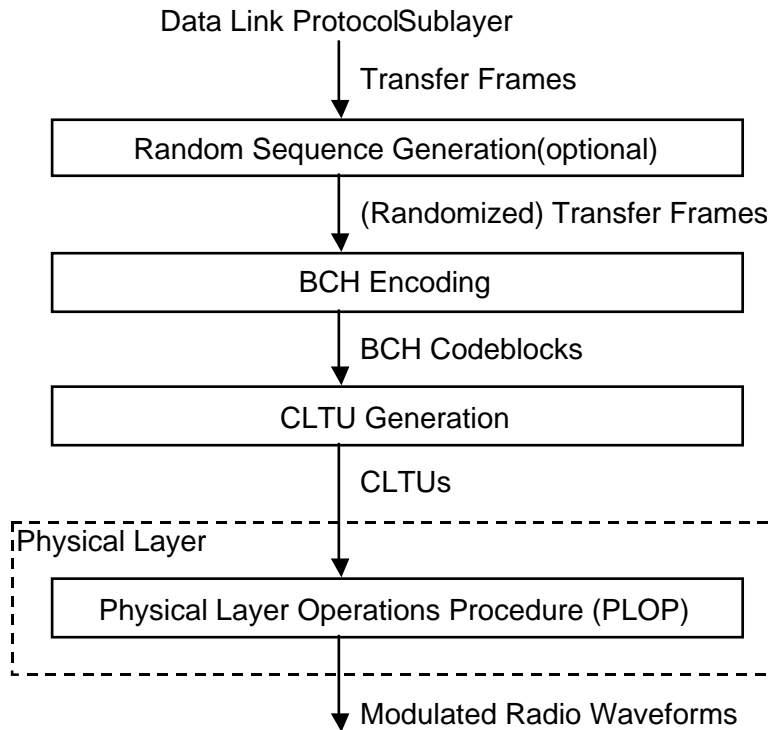 Data Link ProtocolSublayer
Transfer Frames
Random Sequence Generation(optional)
(Randomized) Transfer Frames
BCH Encoding
BCH Codeblocks
CLTU Generation
CLTUs
Physical Layer
Physical Layer Operations Procedure (PLOP)
Modulated Radio Waveforms